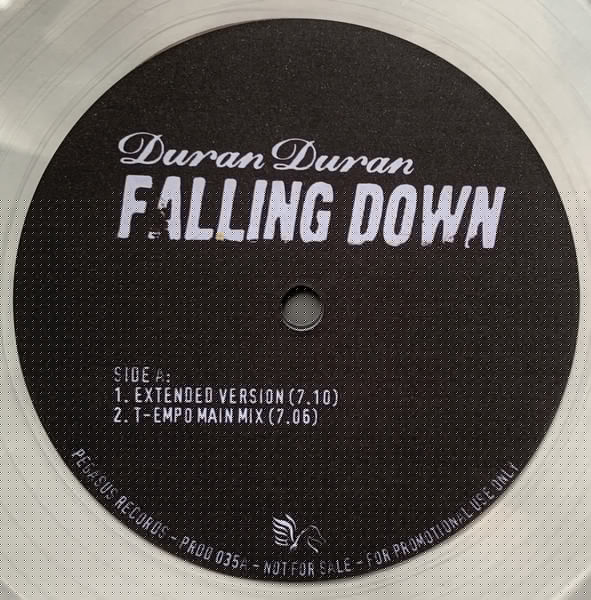 Duran Duran
FALLING DOWN
SIDE A:
1. EXTENDED VERSION (7.10)
2. T-EMPO MAIN MIX (7.06)
PEGASUS RECORDS - PROD 035A - NOT FOR SALE - FOR PROMOTIONAL USE ONLY